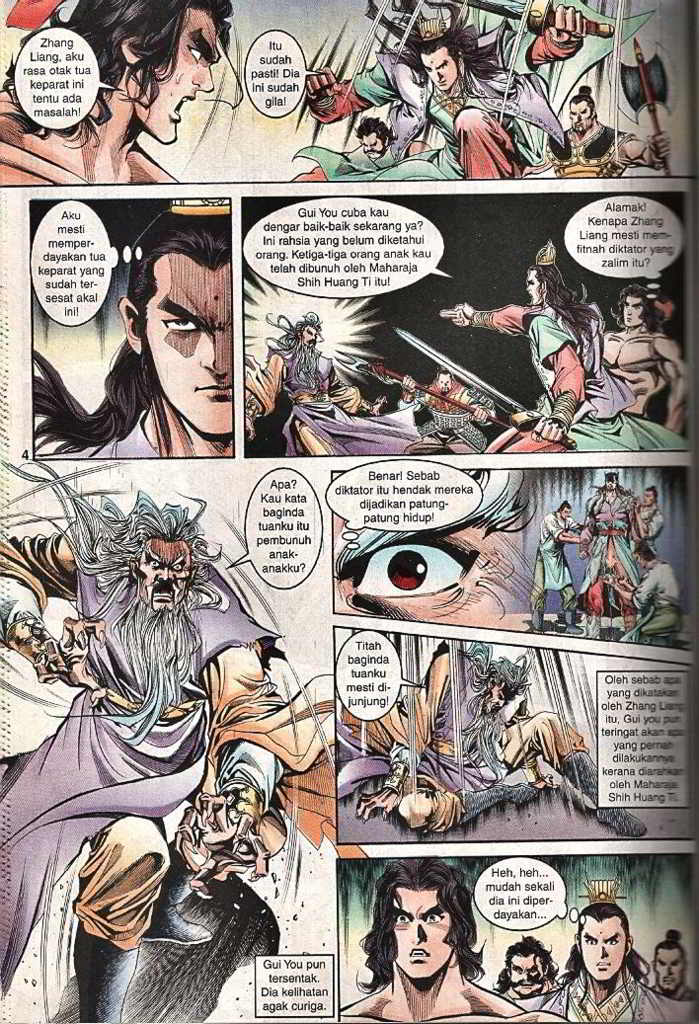 Zhang
Liang, aku
rasa otak tua
keparat ini
tentu ada
masalah!
Itu
sudah
pasti! Dia
ini sudah
gila!
Aku
mesti
memper-
dayakan tua
keparat yang
sudah ter-
sesat akal
ini!
Gui You cuba kau
dengar baik-baik sekarang ya?
Ini rahsia yang belum diketahui
orang. Ketiga-tiga orang anak kau
telah dibunuh oleh Maharaja
Shih Huang Ti itu!
Alamak!
Kenapa Zhang
Liang mesti mem-
fitnah diktator yang
zalim itu?
4
Apa?
Kau kata
baginda
tuanku itu
pembunuh
anak-
anakku?
Benar! Sebab
diktator itu hendak mereka
dijadikan patung-
patung hidup!
Titah
baginda
tuanku
mesti di-
junjung!
Oleh sebab apa
yang dikatakan
oleh Zhang Liang
itu, Gui you pun
teringat akan apa
yang pernah
dilakukannya
kerana diarahkan
oleh Maharaja
Shih Huang Ti.
Gui You pun
tersentak.
Dia kelihatan
agak curiga.
Heh, heh...
mudah sekali
dia ini diper-
dayakan...